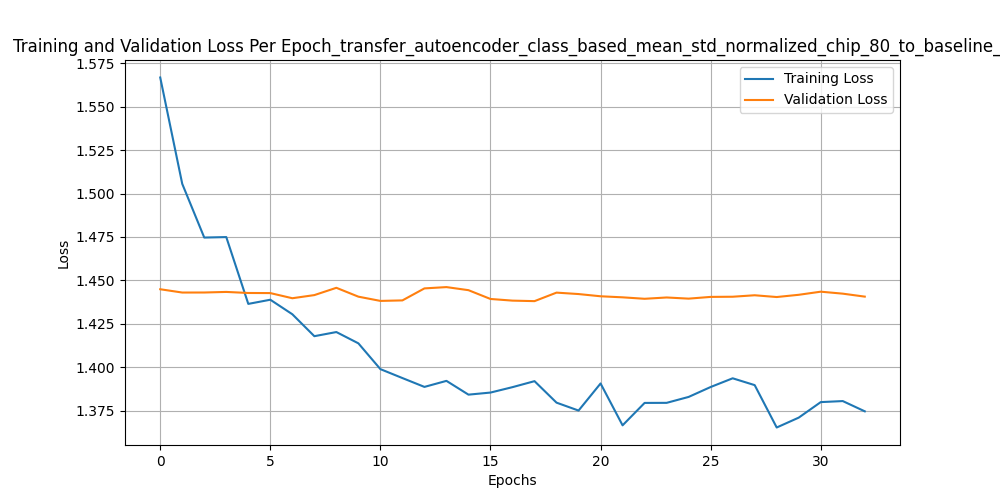 Training and Validation Loss Per Epoch_transfer_autoencoder_class_based_mean_std_normalized_chip_80_to_baseline_
Training Loss
Validation Loss
1.575
1.550
1.525
1.500
1.475
1.450
1.425
1.400
1.375
Loss
0 5 10 15 20 25 30
Epochs